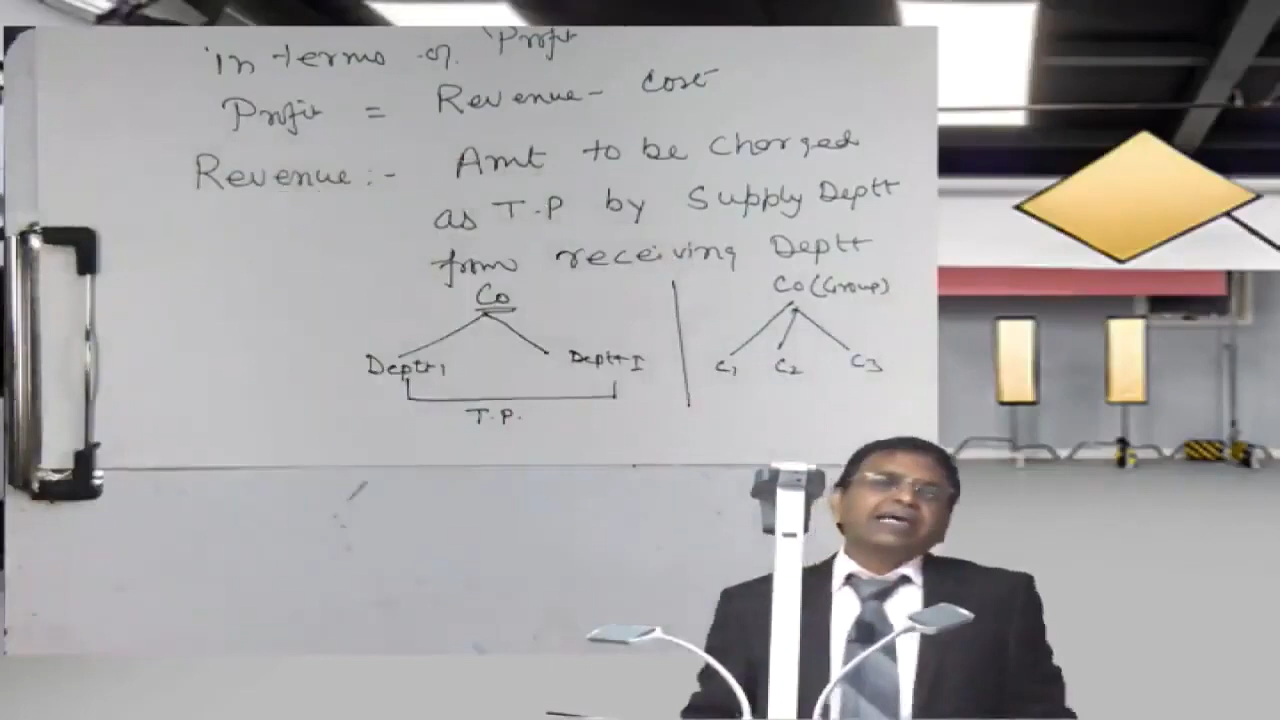 in terms of Profit
Profit = Revenue - Cost
Revenue :- Amt to be charged
as T.P by Supply Deptt
from receiving Deptt
Co
Deptt 1 Deptt I
T.P.
Co (Group)
C1 C2 C3